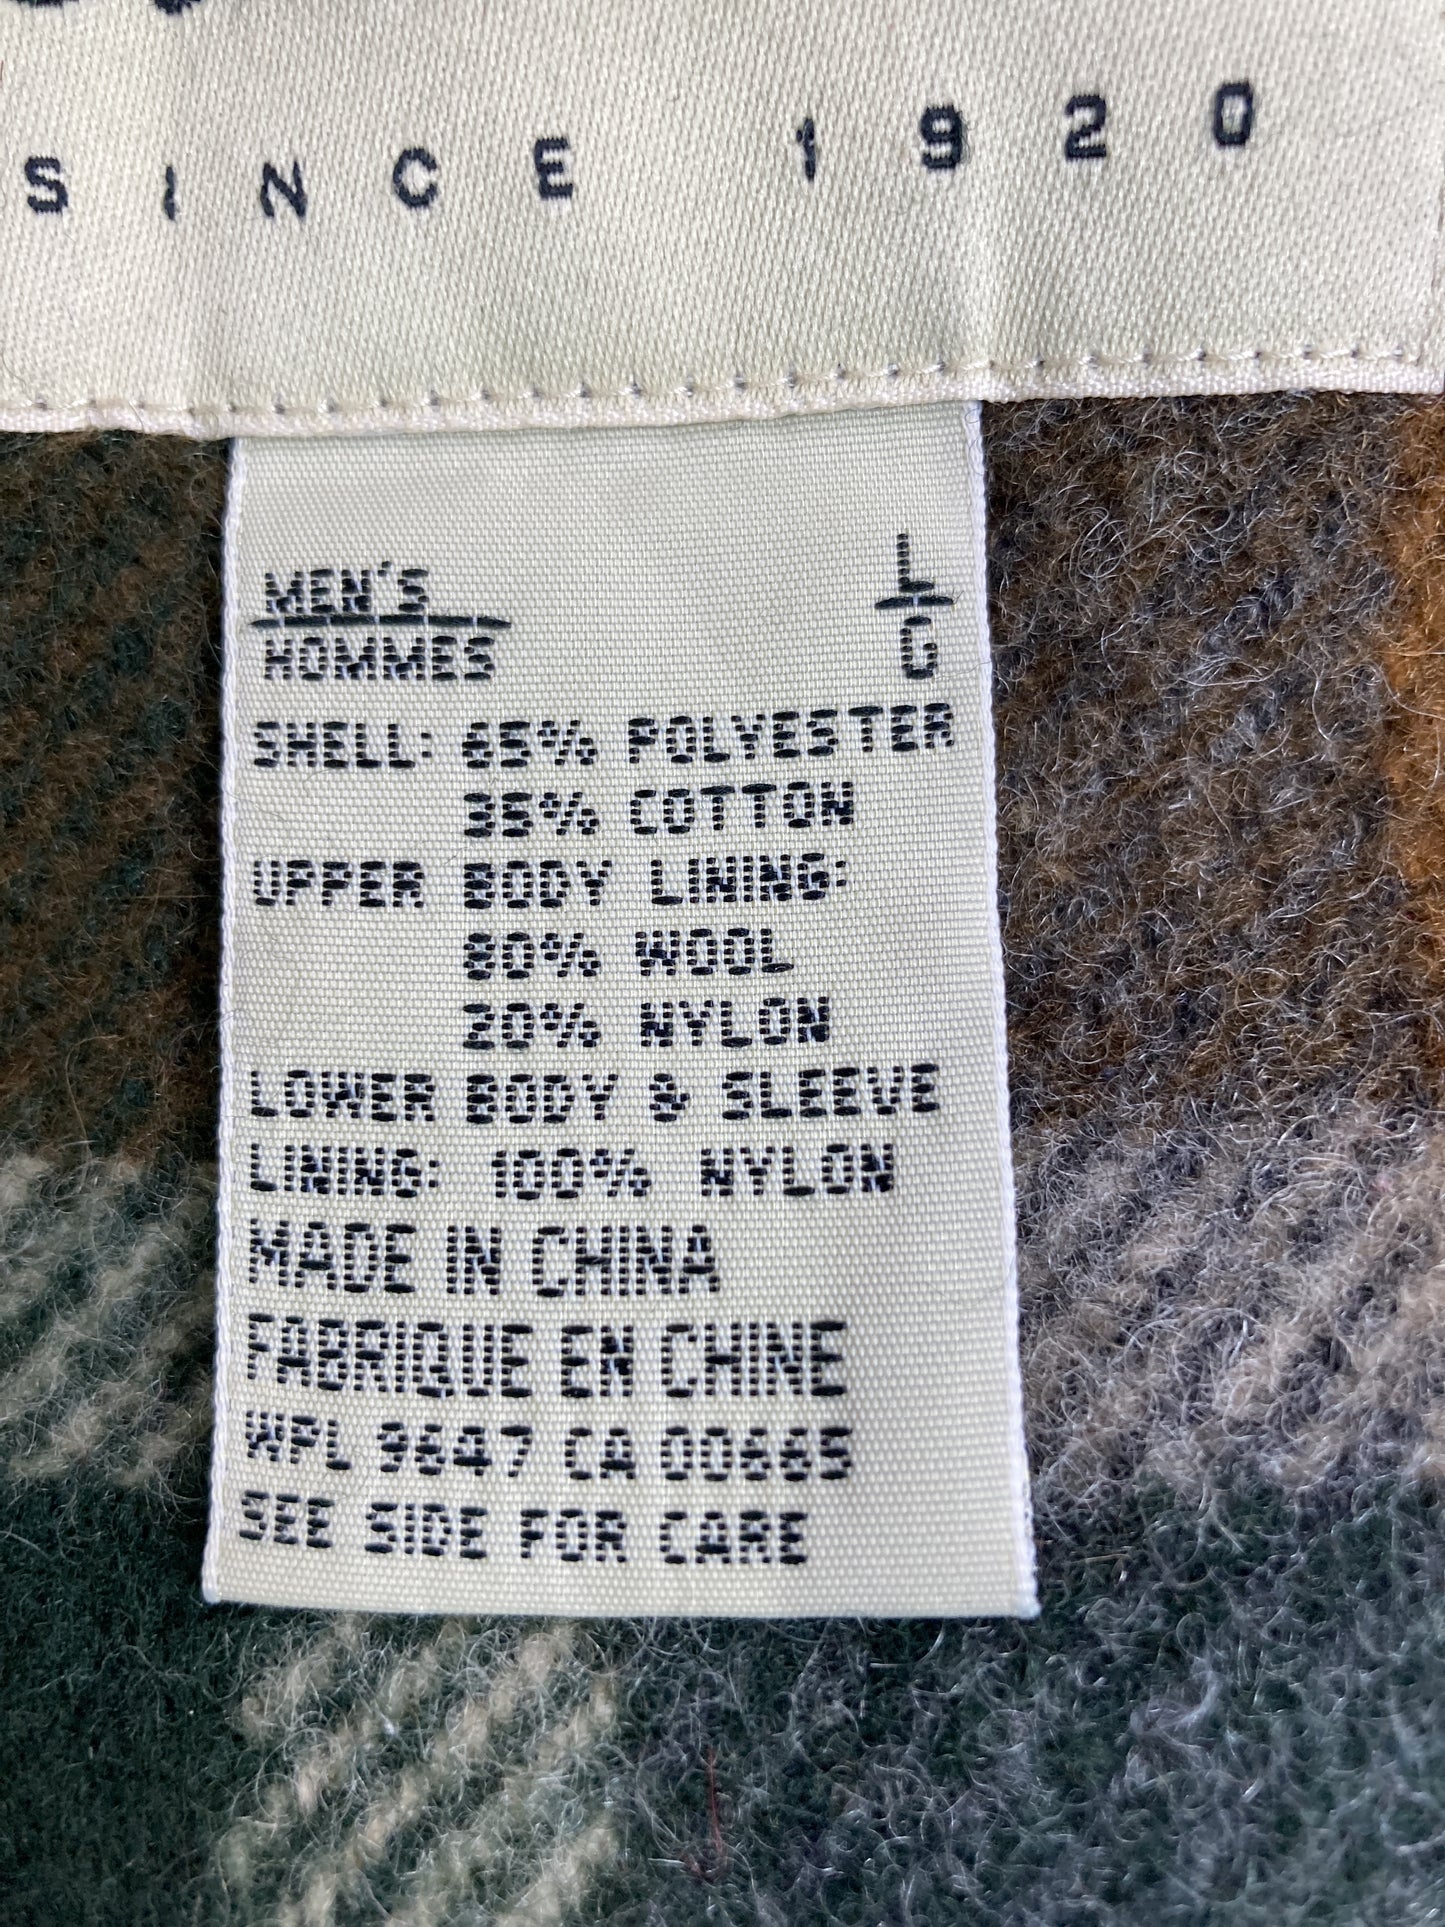 SINCE 1920
MEN'S L
HOMMES G
SHELL: 65% POLYESTER
35% COTTON
UPPER BODY LINING:
80% WOOL
20% NYLON
LOWER BODY & SLEEVE
LINING: 100% NYLON
MADE IN CHINA
FABRIQUE EN CHINE
WPL 9647 CA 00665
SEE SIDE FOR CARE